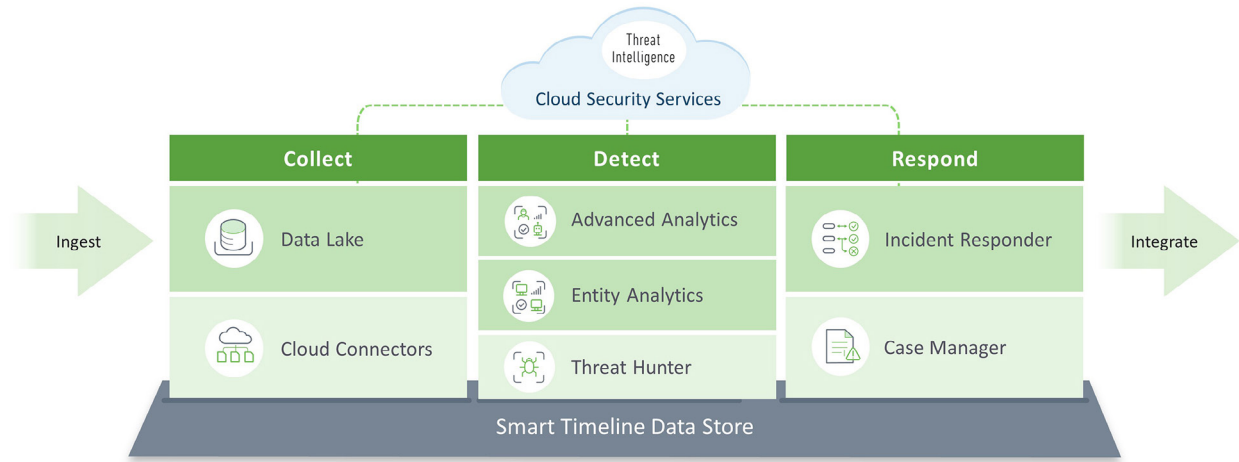 Threat
Intelligence
Cloud Security Services
Collect
Detect
Respond
Ingest
Data Lake
Cloud Connectors
Advanced Analytics
Entity Analytics
Threat Hunter
Incident Responder
Case Manager
Integrate
Smart Timeline Data Store